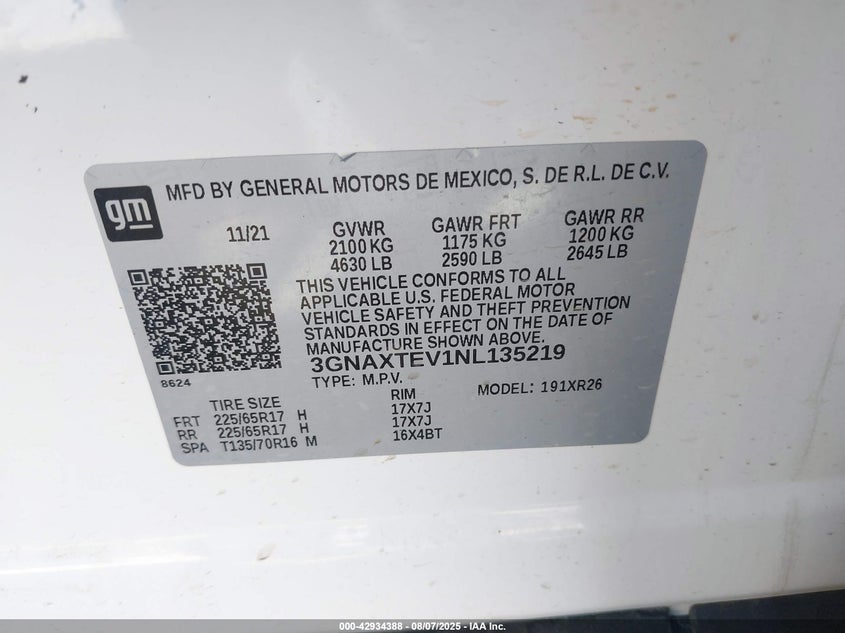 gm
MFD BY GENERAL MOTORS DE MEXICO, S. DE R.L. DE C.V.
11/21 GVWR GAWR FRT GAWR RR
2100 KG 1175 KG 1200 KG
4630 LB 2590 LB 2645 LB
THIS VEHICLE CONFORMS TO ALL
APPLICABLE U.S. FEDERAL MOTOR
VEHICLE SAFETY AND THEFT PREVENTION
STANDARDS IN EFFECT ON THE DATE OF
MANUFACTURE SHOWN ABOVE.
3GNAXTEV1NL135219
8624
TYPE: M.P.V. MODEL: 191XR26
TIRE SIZE RIM
FRT 225/65R17 H 17X7J
RR 225/65R17 H 17X7J
SPA T135/70R16 M 16X4BT
000-42934388 - 08/07/2025 - IAA Inc.